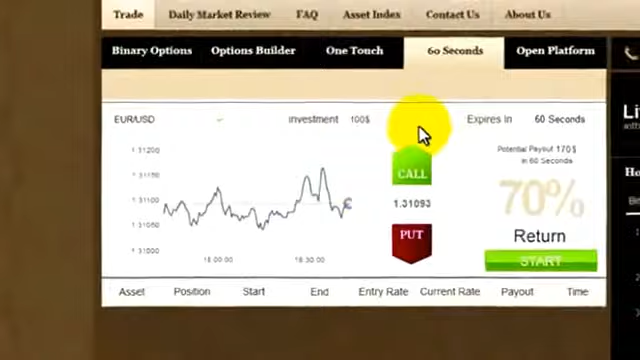 Trade Daily Market Review FAQ Asset Index Contact Us About Us
Binary Options Options Builder One Touch 60 Seconds Open Platform
EUR/USD Investment 100$ Expires In 60 Seconds
1.31200
1.31150
1.31100
1.31050
1.31000
18:00:00 18:30:00
CALL
1.31093
PUT
Potential Payout 170$
in 60 Seconds
70%
Return
START
Asset Position Start End Entry Rate Current Rate Payout Time